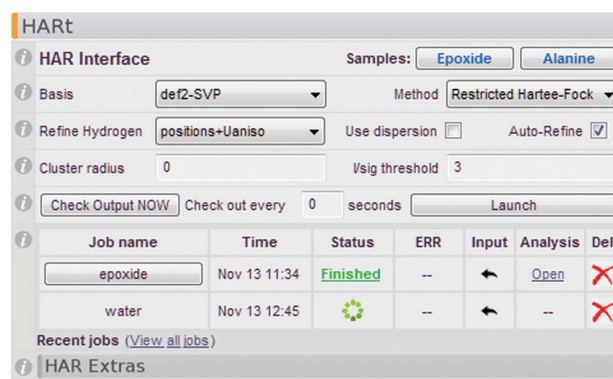 HARt
HAR Interface Samples: Epoxide Alanine
Basis def2-SVP Method Restricted Hartee-Fock
Refine Hydrogen positions+Uaniso Use dispersion Auto-Refine
Cluster radius 0 I/sig threshold 3
Check Output NOW Check out every 0 seconds Launch
Job name Time Status ERR Input Analysis Del
epoxide Nov 13 11:34 Finished -- Open
water Nov 13 12:45 -- --
Recent jobs (View all jobs)
HAR Extras